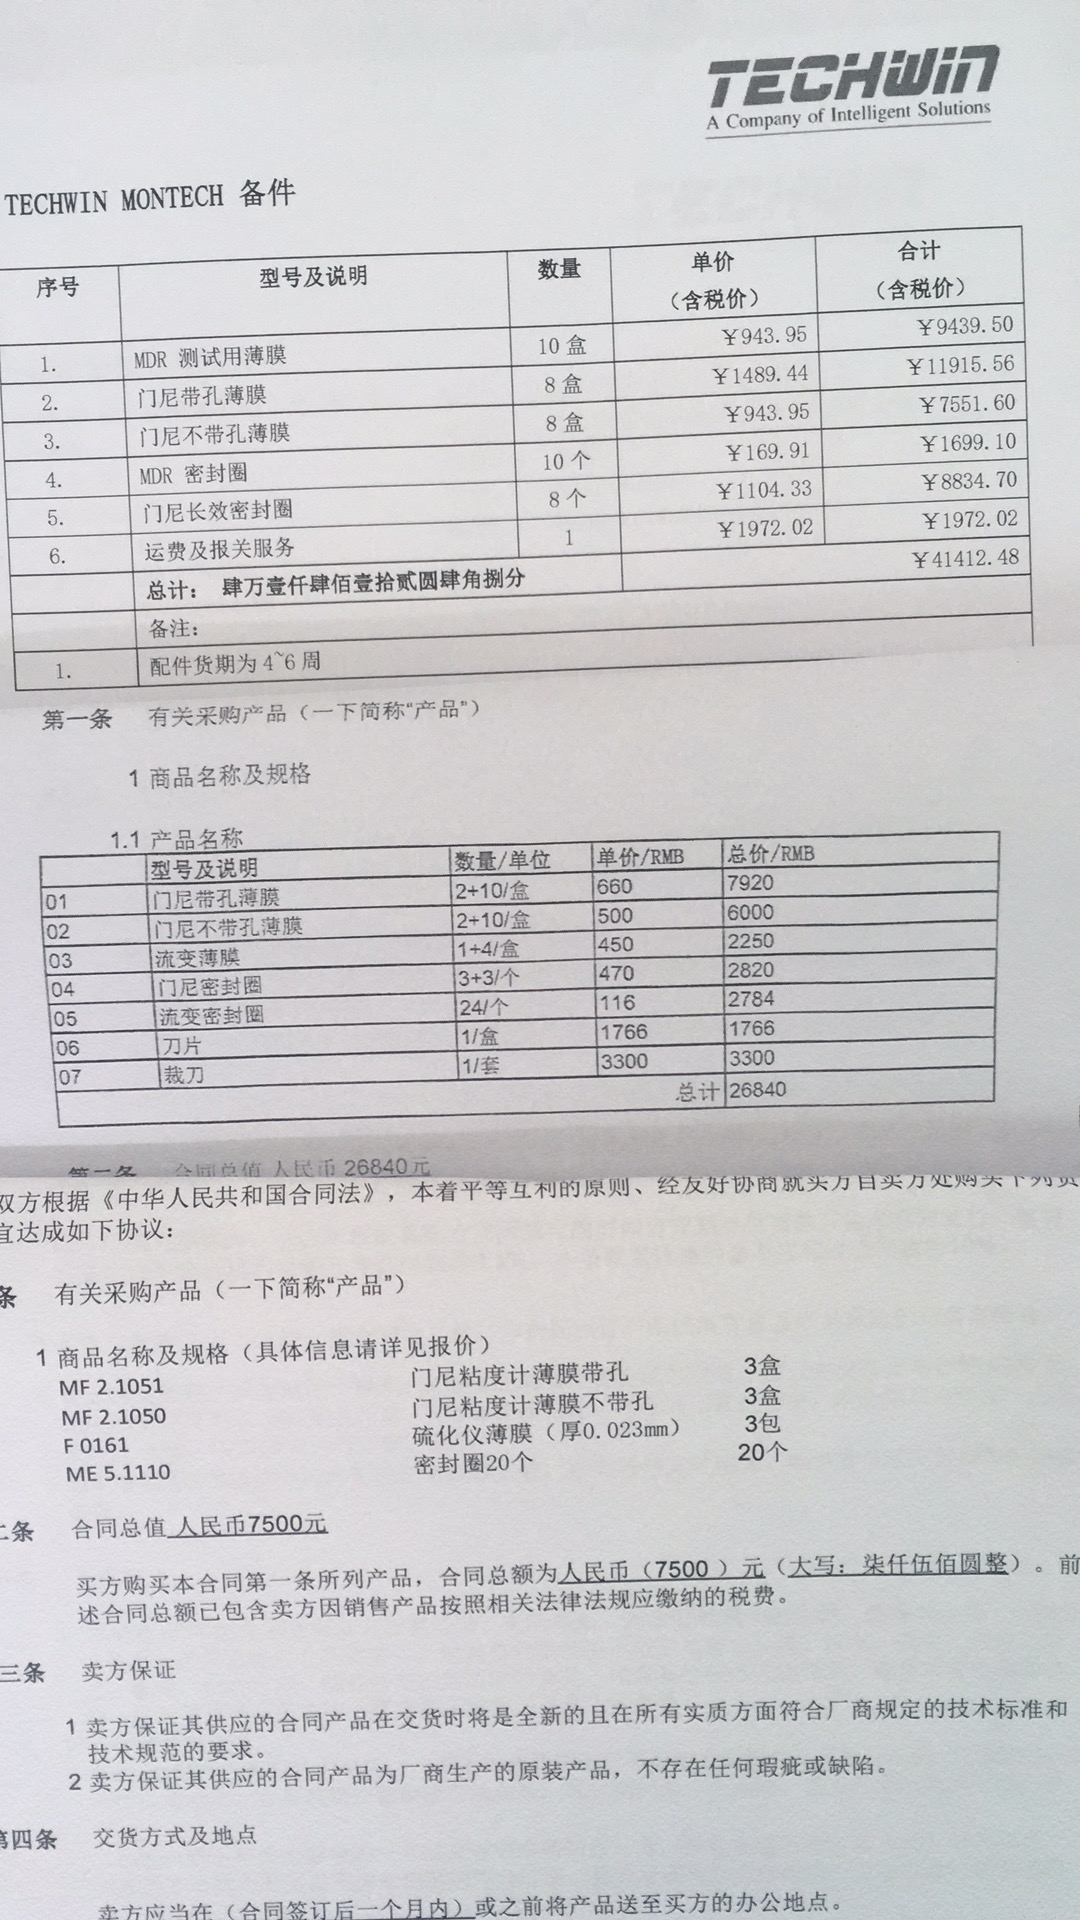 TECHWIN
A Company of Intelligent Solutions
TECHWIN MONTECH 备件
序号 型号及说明 数量 单价（含税价） 合计（含税价）
1. MDR 测试用薄膜 10 盒 ￥943.95 ￥9439.50
2. 门尼带孔薄膜 8 盒 ￥1489.44 ￥11915.56
3. 门尼不带孔薄膜 8 盒 ￥943.95 ￥7551.60
4. MDR 密封圈 10 个 ￥169.91 ￥1699.10
5. 门尼长效密封圈 8 个 ￥1104.33 ￥8834.70
6. 运费及报关服务 1 ￥1972.02 ￥1972.02
总计： 肆万壹仟肆佰壹拾贰圆肆角捌分 ￥41412.48
备注：
1. 配件货期为 4~6 周
第一条 有关采购产品（一下简称“产品”）
1 商品名称及规格
1.1 产品名称
型号及说明 数量/单位 单价/RMB 总价/RMB
01 门尼带孔薄膜 2+10/盒 660 7920
02 门尼不带孔薄膜 2+10/盒 500 6000
03 流变薄膜 1+4/盒 450 2250
04 门尼密封圈 3+3/个 470 2820
05 流变密封圈 24/个 116 2784
06 刀片 1/盒 1766 1766
07 裁刀 1/套 3300 3300
总计 26840
第二条 合同总值 人民币 26840元
双方根据《中华人民共和国合同法》，本着平等互利的原则、经友好协商就买方自卖方处购买下列货
宜达成如下协议：
条 有关采购产品（一下简称“产品”）
1 商品名称及规格（具体信息请详见报价）
MF 2.1051 门尼粘度计薄膜带孔 3盒
MF 2.1050 门尼粘度计薄膜不带孔 3盒
F 0161 硫化仪薄膜（厚0.023mm） 3包
ME 5.1110 密封圈20个 20个
二条 合同总值 人民币7500元
买方购买本合同第一条所列产品，合同总额为人民币（7500 ）元（大写：柒仟伍佰圆整）。前
述合同总额已包含卖方因销售产品按照相关法律法规应缴纳的税费。
三条 卖方保证
1 卖方保证其供应的合同产品在交货时将是全新的且在所有实质方面符合厂商规定的技术标准和
技术规范的要求。
2 卖方保证其供应的合同产品为厂商生产的原装产品，不存在任何瑕疵或缺陷。
第四条 交货方式及地点
卖方应当在（合同签订后一个月内）或之前将产品送至买方的办公地点。